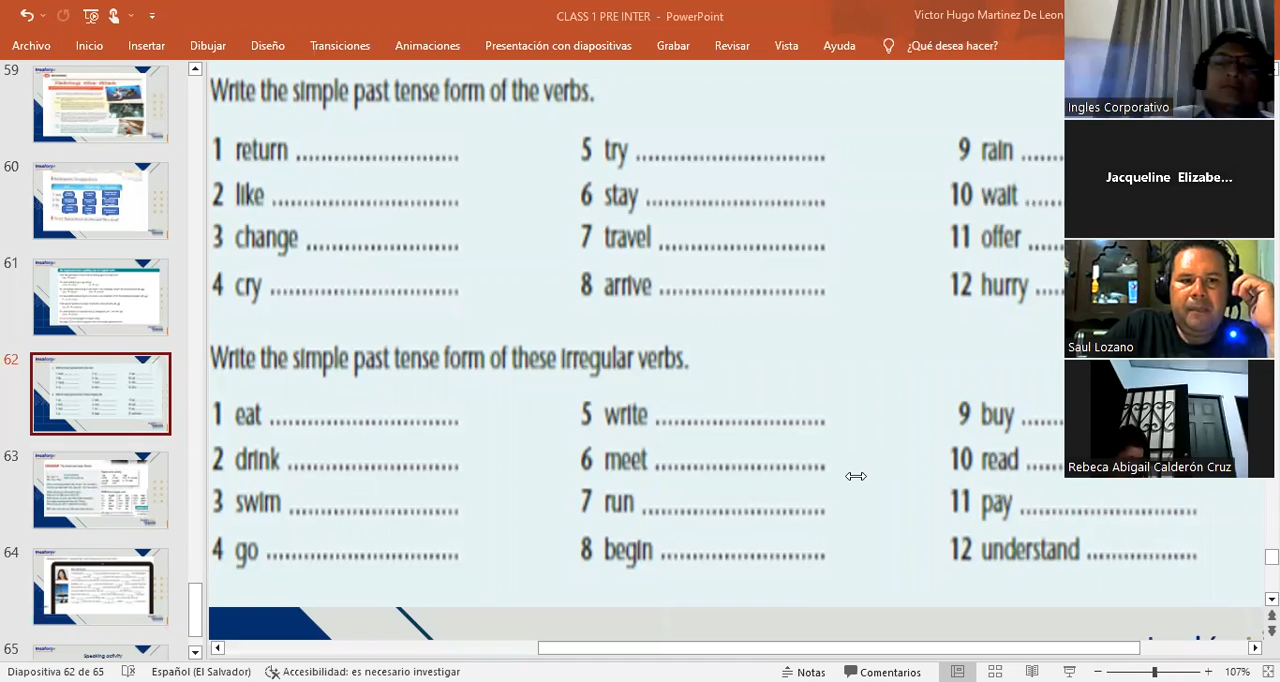 CLASS 1 PRE INTER - PowerPoint
Victor Hugo Martinez De Leon
Archivo Inicio Insertar Dibujar Diseño Transiciones Animaciones Presentación con diapositivas Grabar Revisar Vista Ayuda ¿Qué desea hacer?
59
60
61
62
63
64
65
Speaking activity
Write the simple past tense form of the verbs.
1 return ........................... 5 try ................................ 9 rain ......
2 like ............................... 6 stay .............................. 10 wait .....
3 change ......................... 7 travel ............................ 11 offer .....
4 cry ................................ 8 arrive ............................ 12 hurry ....
Write the simple past tense form of these irregular verbs.
1 eat ................................ 5 write ............................. 9 buy ......
2 drink ............................. 6 meet ............................. 10 read .....
3 swim ............................. 7 run ............................... 11 pay ..............................
4 go ................................. 8 begin ............................ 12 understand ...................
Ingles Corporativo
Jacqueline Elizabe...
Saul Lozano
Rebeca Abigail Calderón Cruz
Diapositiva 62 de 65 Español (El Salvador) Accesibilidad: es necesario investigar Notas Comentarios 107%